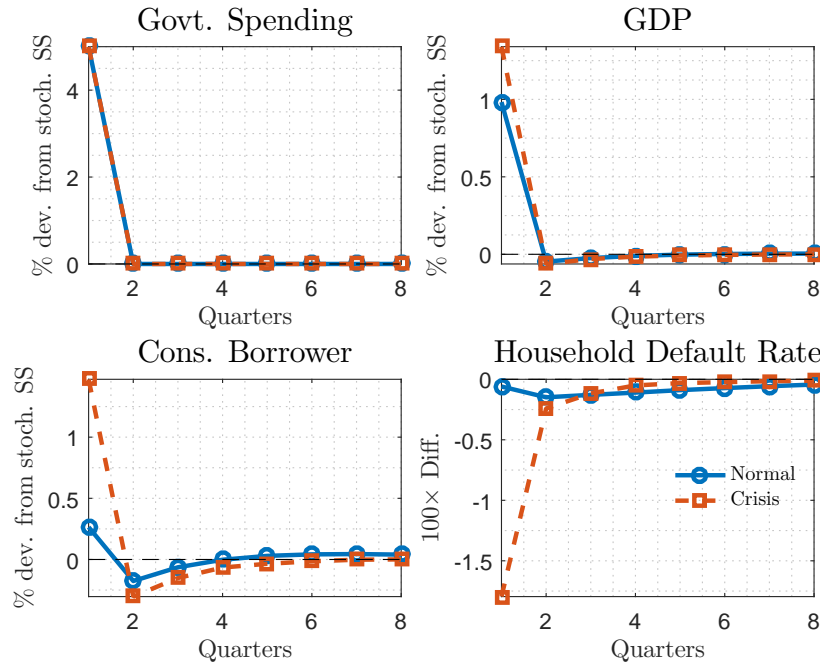 Govt. Spending
% dev. from stoch. SS
4
2
0
2 4 6 8
Quarters
GDP
% dev. from stoch. SS
1
0.5
0
2 4 6 8
Quarters
Cons. Borrower
% dev. from stoch. SS
1
0.5
0
2 4 6 8
Quarters
Household Default Rate
100× Diff.
0
-0.5
-1
-1.5
Normal
Crisis
2 4 6 8
Quarters